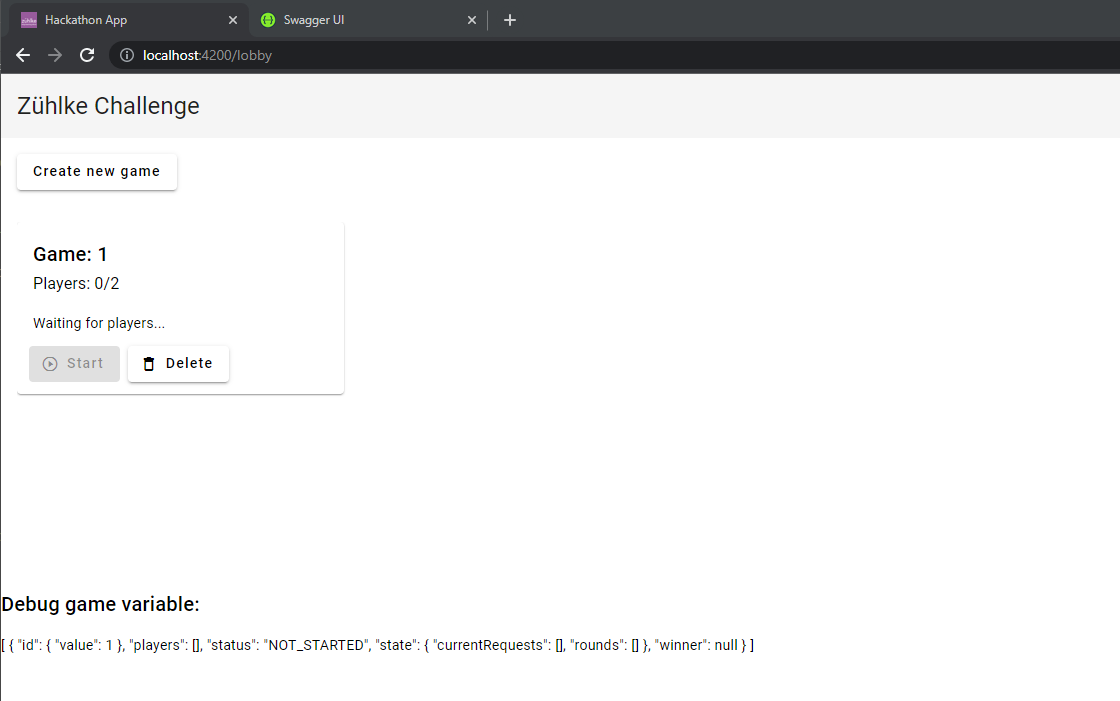 Hackathon App
Swagger UI
localhost:4200/lobby
Zühlke Challenge
Create new game
Game: 1
Players: 0/2
Waiting for players...
Start Delete
Debug game variable:
[ { "id": { "value": 1 }, "players": [], "status": "NOT_STARTED", "state": { "currentRequests": [], "rounds": [] }, "winner": null } ]